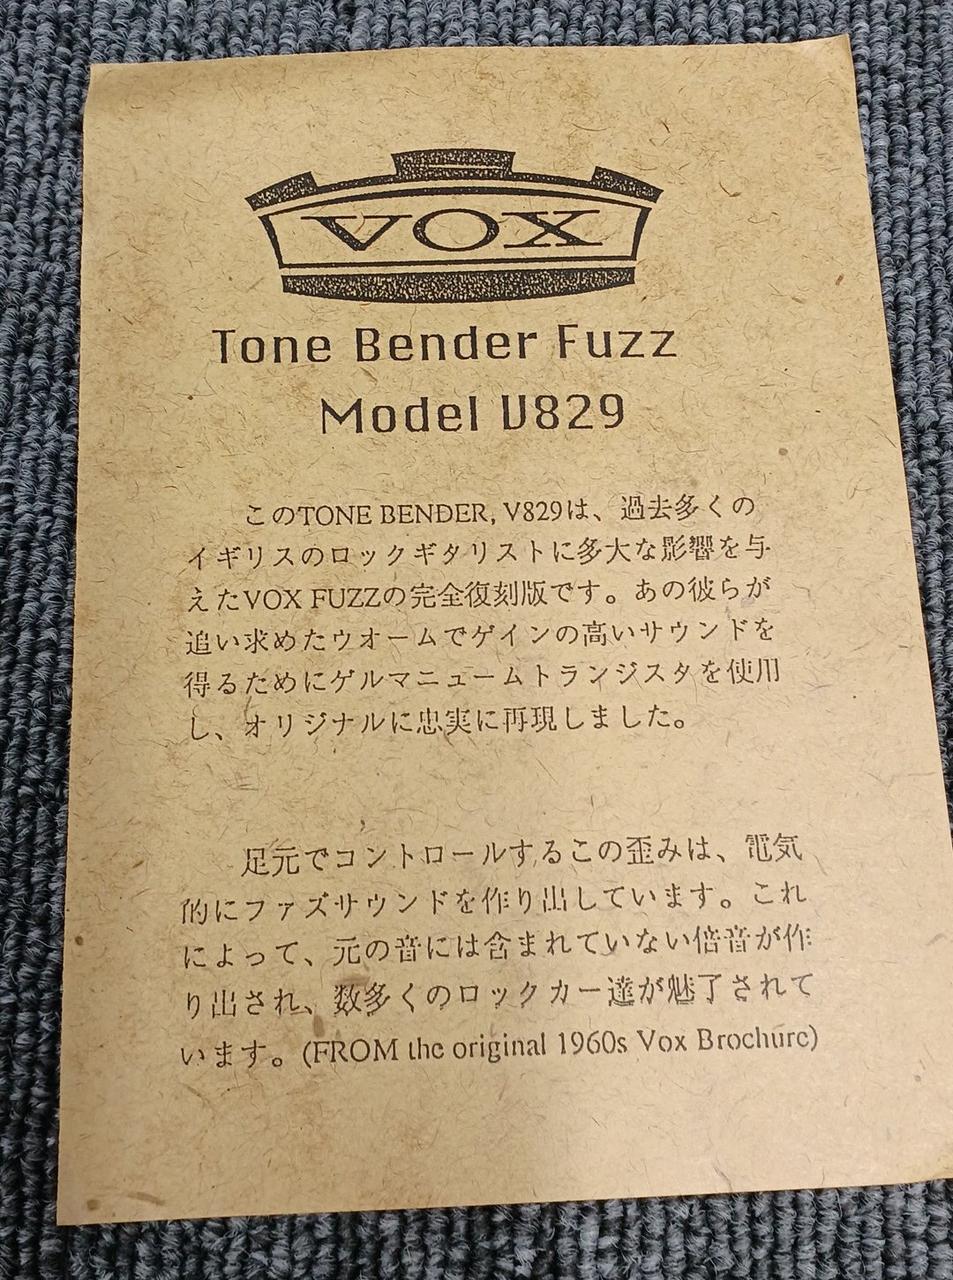 VOX
Tone Bender Fuzz
Model V829
このTONE BENDER, V829は、過去多くの
イギリスのロックギタリストに多大な影響を与
えたVOX FUZZの完全復刻版です。あの彼らが
追い求めたウオームでゲインの高いサウンドを
得るためにゲルマニュームトランジスタを使用
し、オリジナルに忠実に再現しました。
足元でコントロールするこの歪みは、電気
的にファズサウンドを作り出しています。これ
によって、元の音には含まれていない倍音が作
り出され、数多くのロックカー達が魅了されて
います。(FROM the original 1960s Vox Brochure)